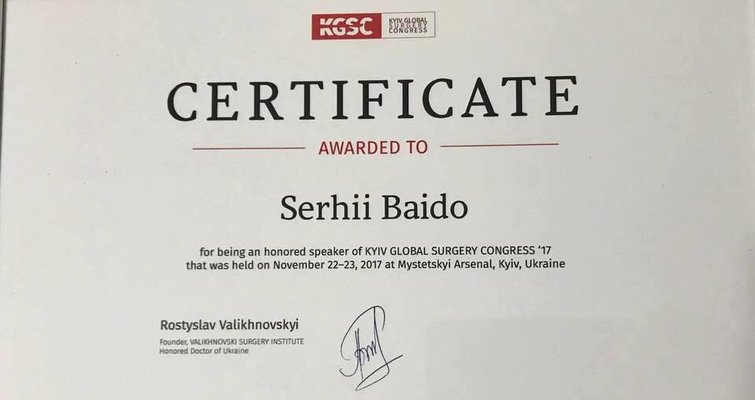 KGSC
KYIV GLOBAL
SURGERY
CONGRESS
CERTIFICATE
AWARDED TO
Serhii Baido
for being an honored speaker of KYIV GLOBAL SURGERY CONGRESS ‘17
that was held on November 22–23, 2017 at Mystetskyi Arsenal, Kyiv, Ukraine
Rostyslav Valikhnovskyi
Founder, VALIKHNOVSKI SURGERY INSTITUTE
Honored Doctor of Ukraine